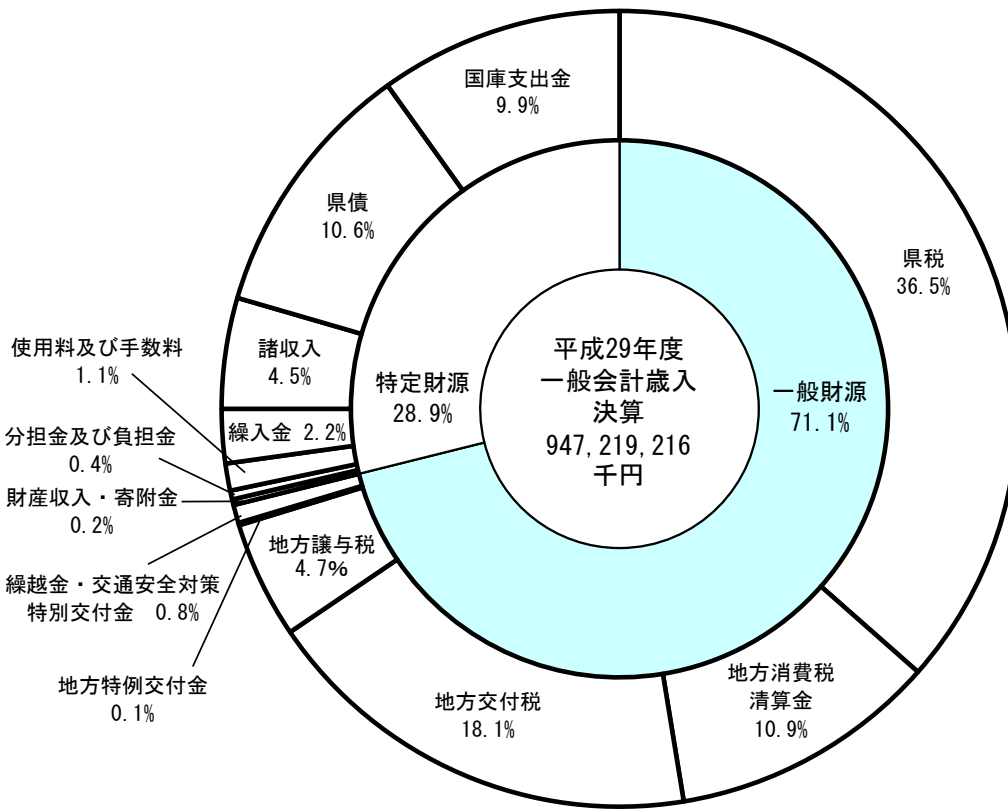 平成29年度
一般会計歳入
決算
947,219,216
千円
一般財源
71.1%
特定財源
28.9%
県税
36.5%
地方消費税
清算金
10.9%
地方交付税
18.1%
地方譲与税
4.7%
地方特例交付金
0.1%
繰越金・交通安全対策
特別交付金 0.8%
財産収入・寄附金
0.2%
分担金及び負担金
0.4%
使用料及び手数料
1.1%
繰入金 2.2%
諸収入
4.5%
県債
10.6%
国庫支出金
9.9%